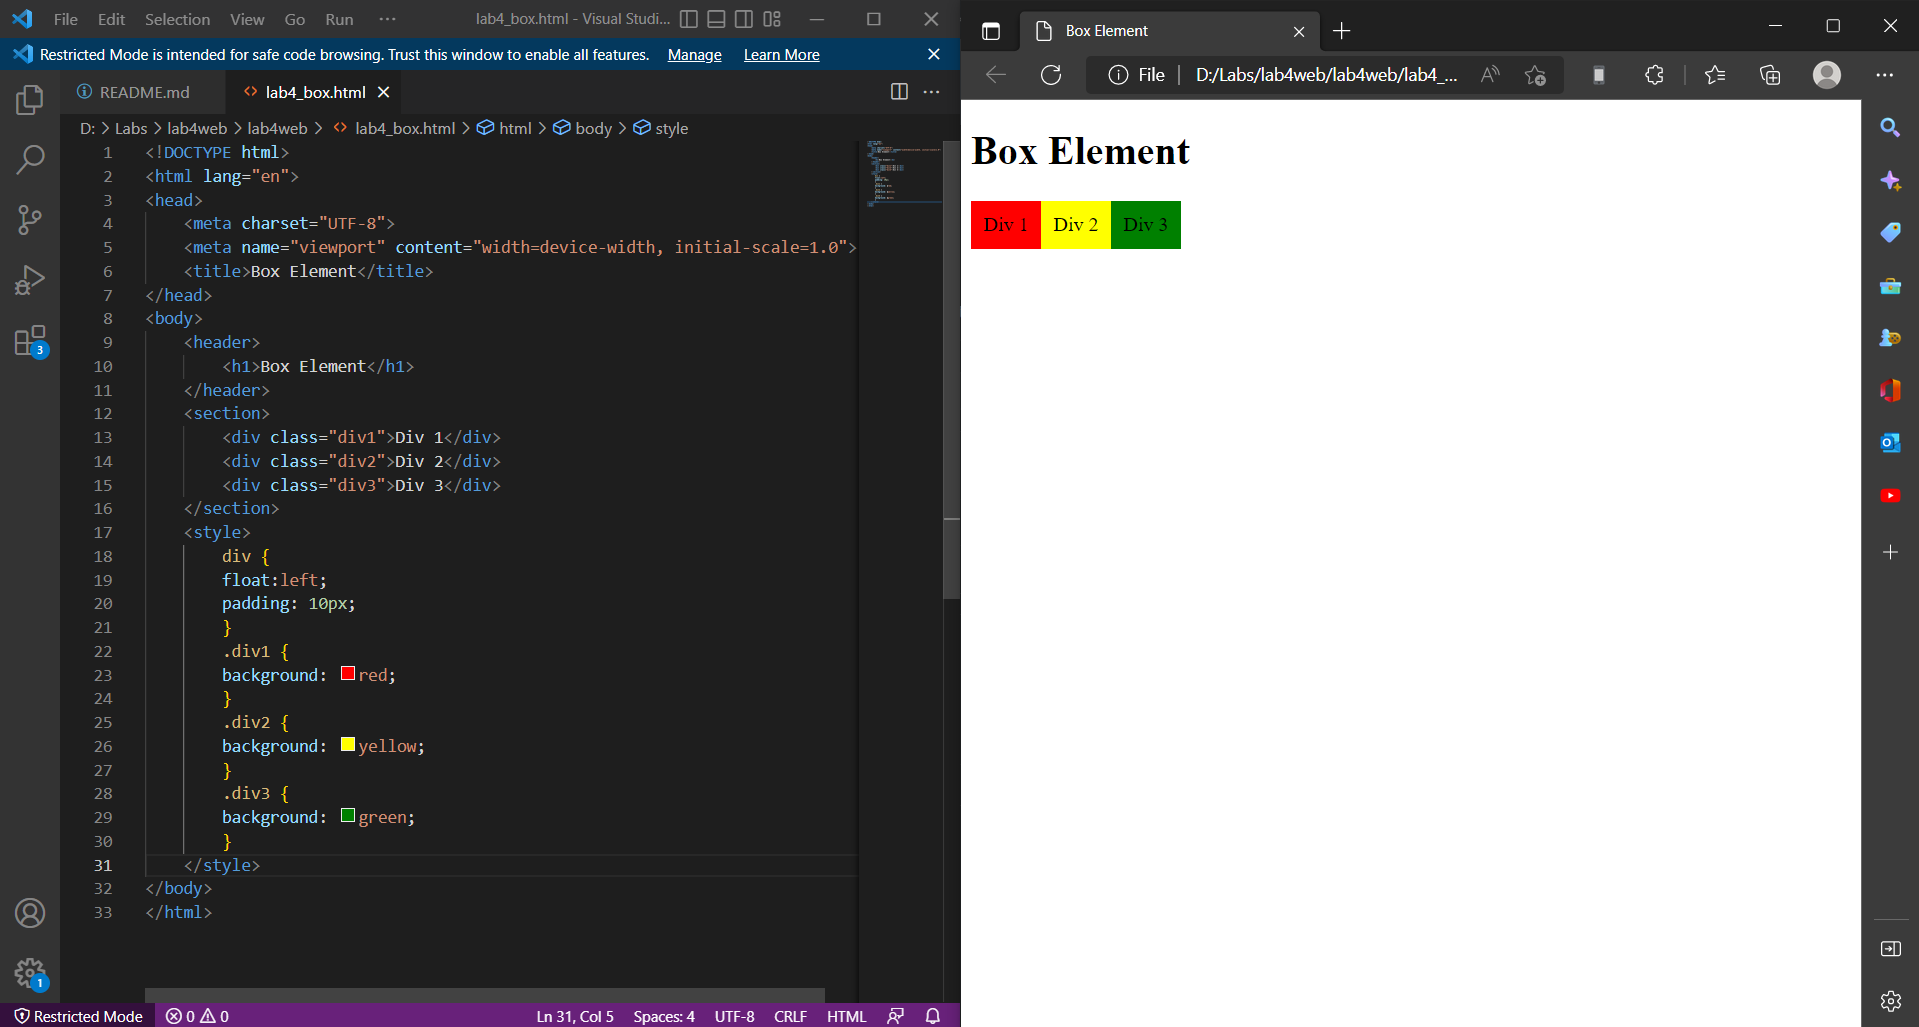 File Edit Selection View Go Run ··· lab4_box.html - Visual Studi...
Restricted Mode is intended for safe code browsing. Trust this window to enable all features. Manage Learn More
README.md lab4_box.html
D: > Labs > lab4web > lab4web > lab4_box.html > html > body > style
1 <!DOCTYPE html>
2 <html lang="en">
3 <head>
4 <meta charset="UTF-8">
5 <meta name="viewport" content="width=device-width, initial-scale=1.0">
6 <title>Box Element</title>
7 </head>
8 <body>
9 <header>
10 <h1>Box Element</h1>
11 </header>
12 <section>
13 <div class="div1">Div 1</div>
14 <div class="div2">Div 2</div>
15 <div class="div3">Div 3</div>
16 </section>
17 <style>
18 div {
19 float:left;
20 padding: 10px;
21 }
22 .div1 {
23 background: red;
24 }
25 .div2 {
26 background: yellow;
27 }
28 .div3 {
29 background: green;
30 }
31 </style>
32 </body>
33 </html>
3
1
Restricted Mode 0 0 Ln 31, Col 5 Spaces: 4 UTF-8 CRLF HTML
Box Element
File D:/Labs/lab4web/lab4web/lab4_...
Box Element
Div 1 Div 2 Div 3